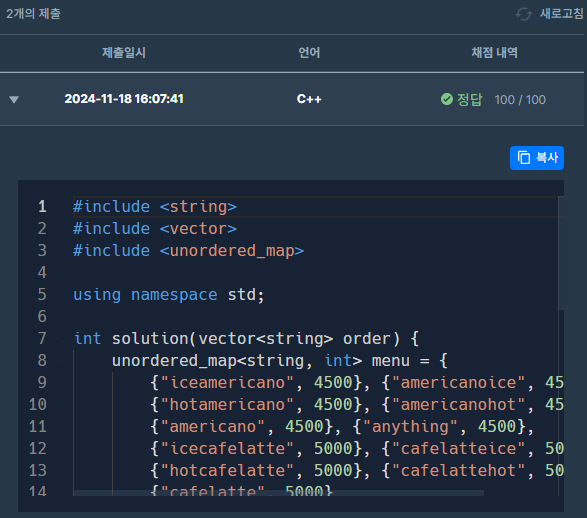 2개의 제출 새로고침
제출일시 언어 채점 내역
2024-11-18 16:07:41 C++ 정답 100 / 100
복사
1 #include <string>
2 #include <vector>
3 #include <unordered_map>
4
5 using namespace std;
6
7 int solution(vector<string> order) {
8 unordered_map<string, int> menu = {
9 {"iceamericano", 4500}, {"americanoice", 45
10 {"hotamericano", 4500}, {"americanohot", 45
11 {"americano", 4500}, {"anything", 4500},
12 {"icecafelatte", 5000}, {"cafelatteice", 50
13 {"hotcafelatte", 5000}, {"cafelattehot", 50
14 {"cafelatte", 5000}